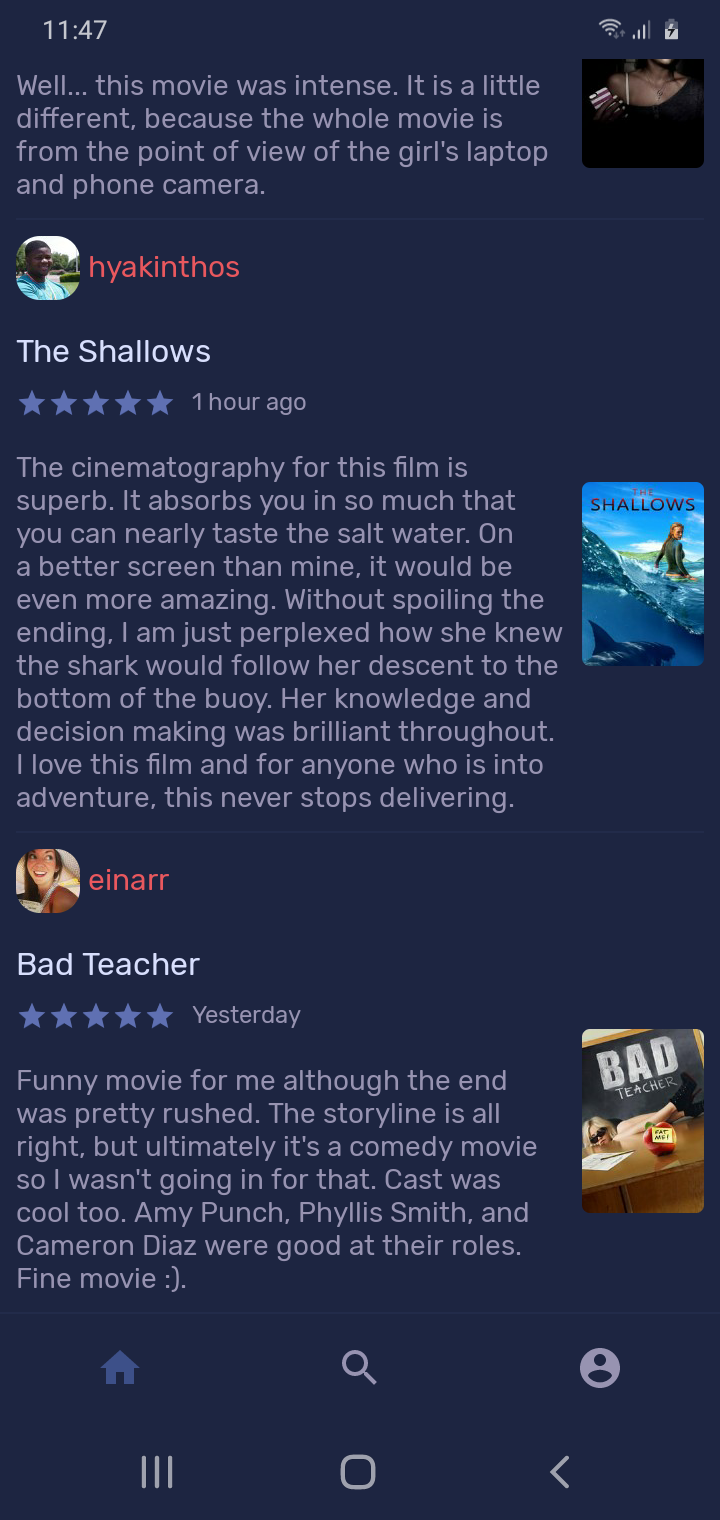 11:47
Well... this movie was intense. It is a little
different, because the whole movie is
from the point of view of the girl's laptop
and phone camera.
hyakinthos
The Shallows
1 hour ago
The cinematography for this film is
superb. It absorbs you in so much that
you can nearly taste the salt water. On
a better screen than mine, it would be
even more amazing. Without spoiling the
ending, I am just perplexed how she knew
the shark would follow her descent to the
bottom of the buoy. Her knowledge and
decision making was brilliant throughout.
I love this film and for anyone who is into
adventure, this never stops delivering.
THE
SHALLOWS
einarr
Bad Teacher
Yesterday
Funny movie for me although the end
was pretty rushed. The storyline is all
right, but ultimately it's a comedy movie
so I wasn't going in for that. Cast was
cool too. Amy Punch, Phyllis Smith, and
Cameron Diaz were good at their roles.
Fine movie :).
BAD
TEACHER
EAT
ME!